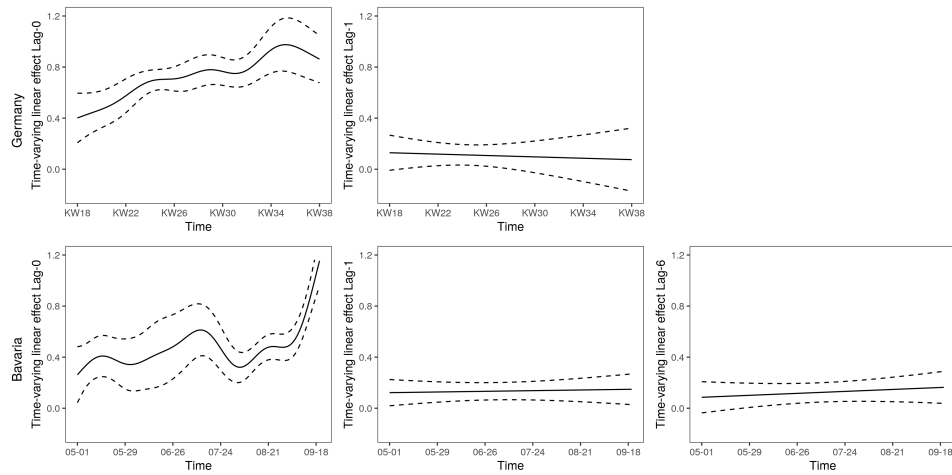 Germany
Time-varying linear effect Lag-0
1.2
0.8
0.4
0.0
KW18 KW22 KW26 KW30 KW34 KW38
Time
Time-varying linear effect Lag-1
1.2
0.8
0.4
0.0
KW18 KW22 KW26 KW30 KW34 KW38
Time
Bavaria
Time-varying linear effect Lag-0
1.2
0.8
0.4
0.0
05-01 05-29 06-26 07-24 08-21 09-18
Time
Time-varying linear effect Lag-1
1.2
0.8
0.4
0.0
05-01 05-29 06-26 07-24 08-21 09-18
Time
Time-varying linear effect Lag-6
1.2
0.8
0.4
0.0
05-01 05-29 06-26 07-24 08-21 09-18
Time